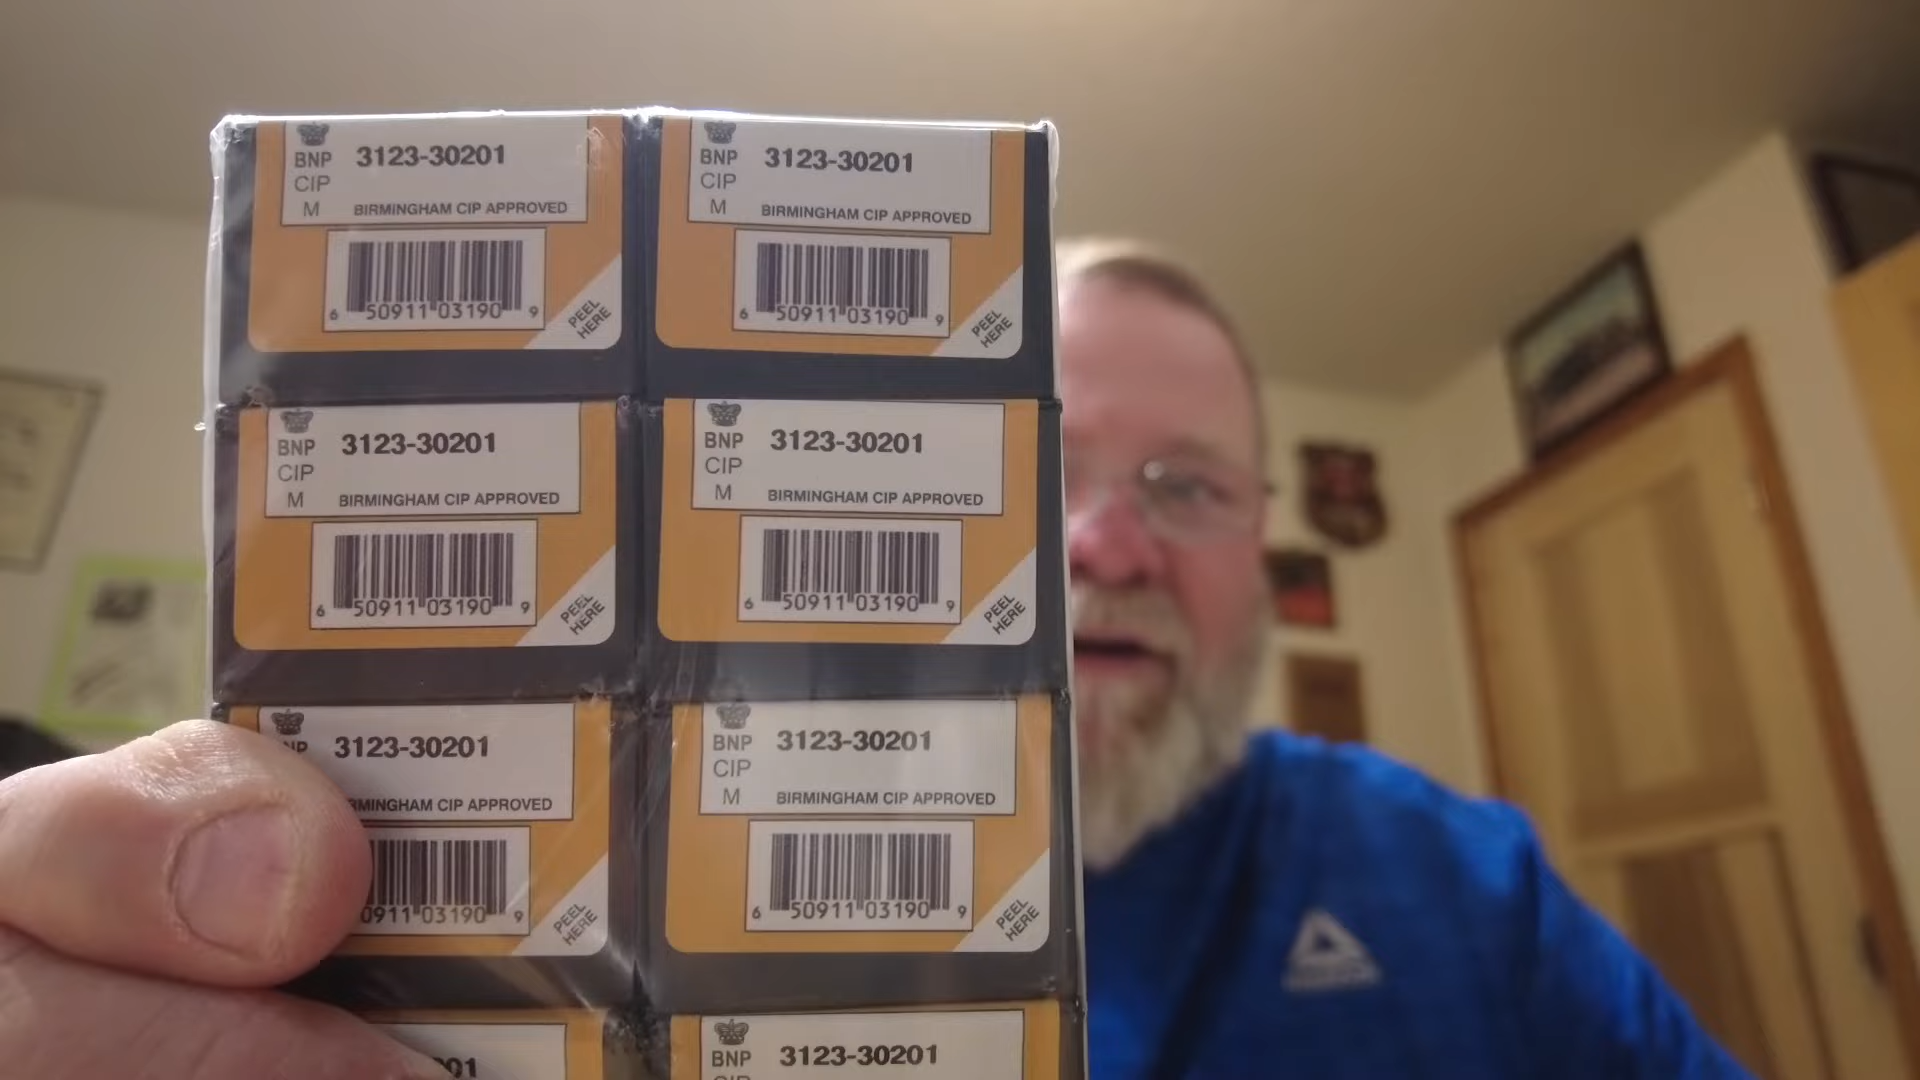 BNP 3123-30201
CIP
M BIRMINGHAM CIP APPROVED
6 50911 03190 9
PEEL
HERE
BNP 3123-30201
CIP
M BIRMINGHAM CIP APPROVED
6 50911 03190 9
PEEL
HERE
BNP 3123-30201
CIP
M BIRMINGHAM CIP APPROVED
6 50911 03190 9
PEEL
HERE
BNP 3123-30201
CIP
M BIRMINGHAM CIP APPROVED
6 50911 03190 9
PEEL
HERE
NP 3123-30201
RMINGHAM CIP APPROVED
0911 03190 9
PEEL
HERE
BNP 3123-30201
CIP
M BIRMINGHAM CIP APPROVED
6 50911 03190 9
PEEL
HERE
01
BNP 3123-30201
CIP